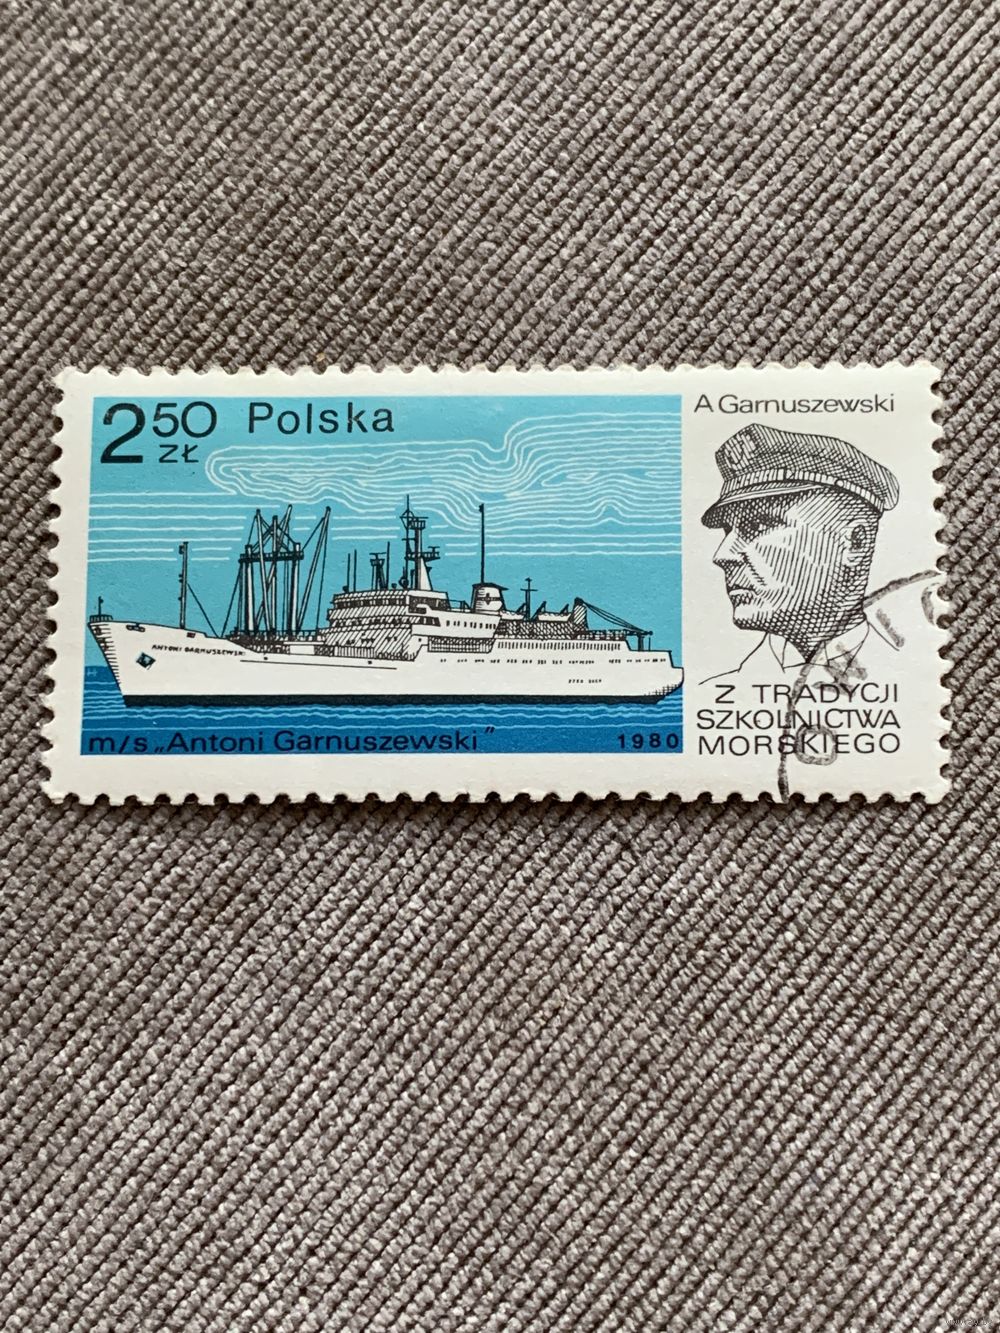 2 50 ZŁ Polska
A Garnuszewski
ANTONI GARNUSZEWSKI
m/s „Antoni Garnuszewski”
1980
Z TRADYCJI
SZKOLNICTWA
MORSKIEGO